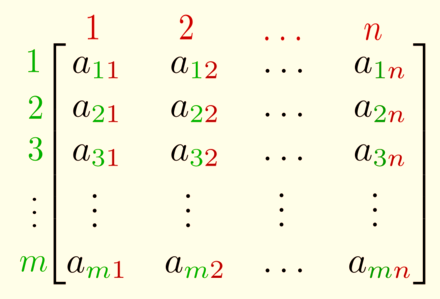 1 2 … n
1 a11 a12 … a1n
2 a21 a22 … a2n
3 a31 a32 … a3n
⋮ ⋮ ⋮ ⋮ ⋮
m am1 am2 … amn